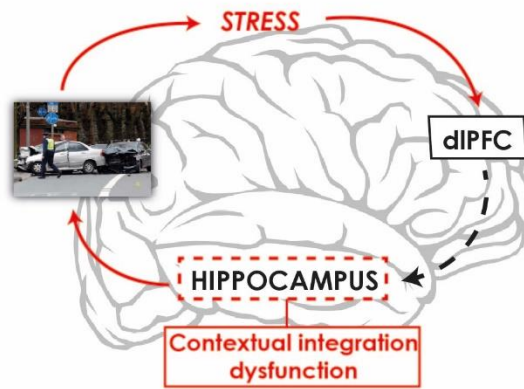 STRESS
dlPFC
HIPPOCAMPUS
Contextual integration
dysfunction